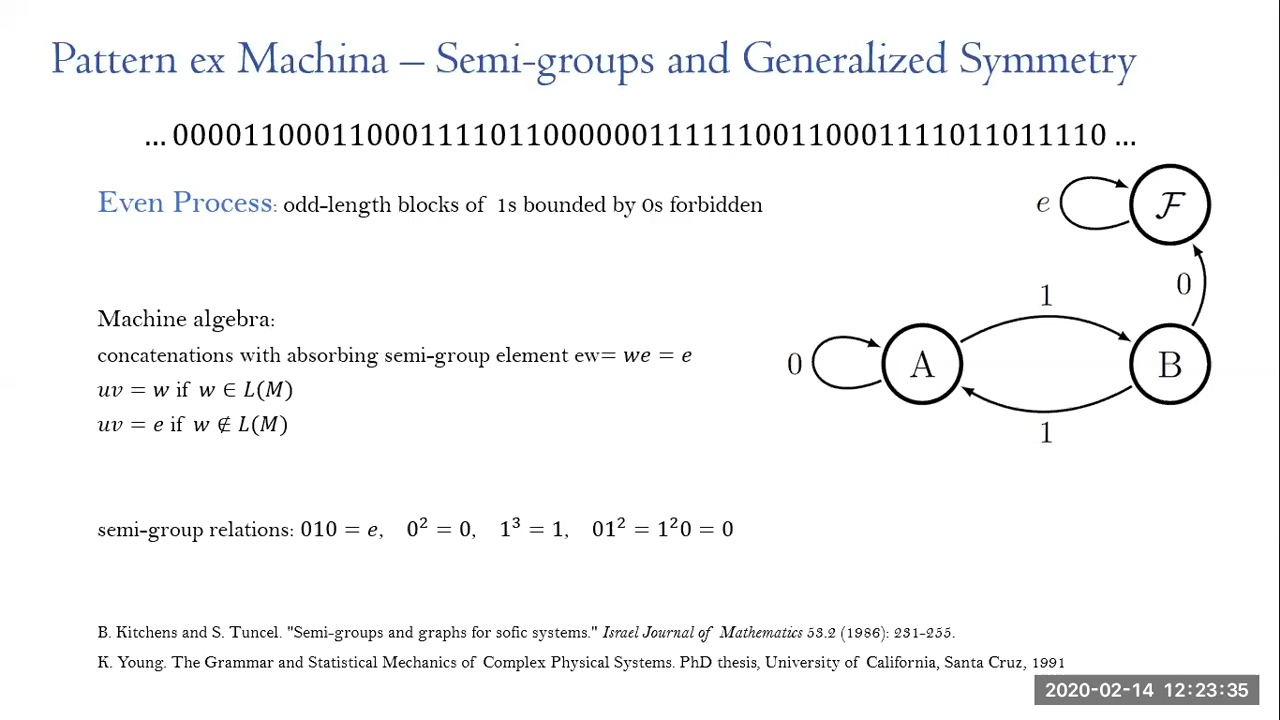 Pattern ex Machina – Semi-groups and Generalized Symmetry
... 00001100011000111101100000011111100110001111011011110 ...
Even Process: odd-length blocks of 1s bounded by 0s forbidden
e
ℱ
0
1
Machine algebra:
concatenations with absorbing semi-group element ew= we = e
0
A
B
uv = w if w ∈ L(M)
uv = e if w ∉ L(M)
1
semi-group relations: 010 = e, 0² = 0, 1³ = 1, 01² = 1²0 = 0
B. Kitchens and S. Tuncel. "Semi-groups and graphs for sofic systems." Israel Journal of Mathematics 53.2 (1986): 231-255.
K. Young. The Grammar and Statistical Mechanics of Complex Physical Systems. PhD thesis, University of California, Santa Cruz, 1991
2020-02-14 12:23:35